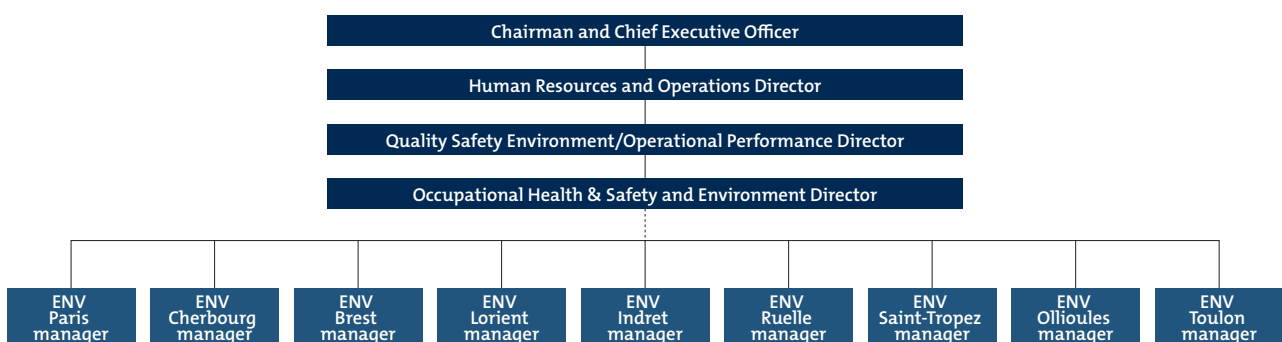 Chairman and Chief Executive Officer
Human Resources and Operations Director
Quality Safety Environment/Operational Performance Director
Occupational Health & Safety and Environment Director
ENV
Paris
manager
ENV
Cherbourg
manager
ENV
Brest
manager
ENV
Lorient
manager
ENV
Indret
manager
ENV
Ruelle
manager
ENV
Saint-Tropez
manager
ENV
Ollioules
manager
ENV
Toulon
manager